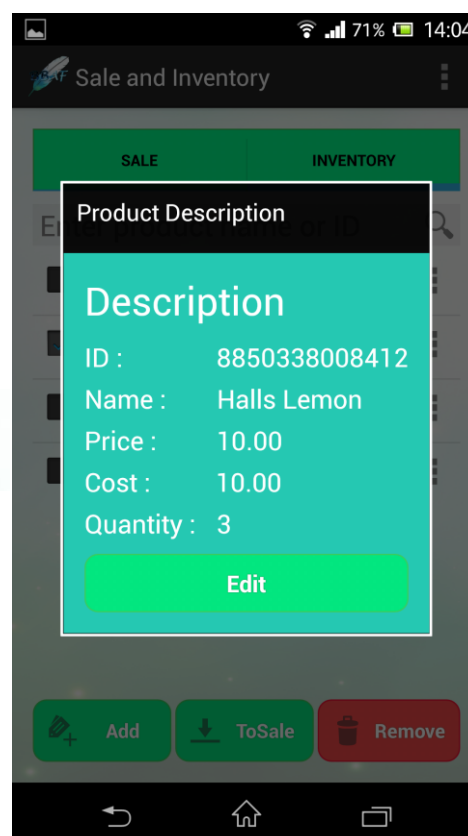 71% 14:04
Sale and Inventory
SALE INVENTORY
Product Description
Description
ID : 8850338008412
Name : Halls Lemon
Price : 10.00
Cost : 10.00
Quantity : 3
Edit
Add ToSale Remove